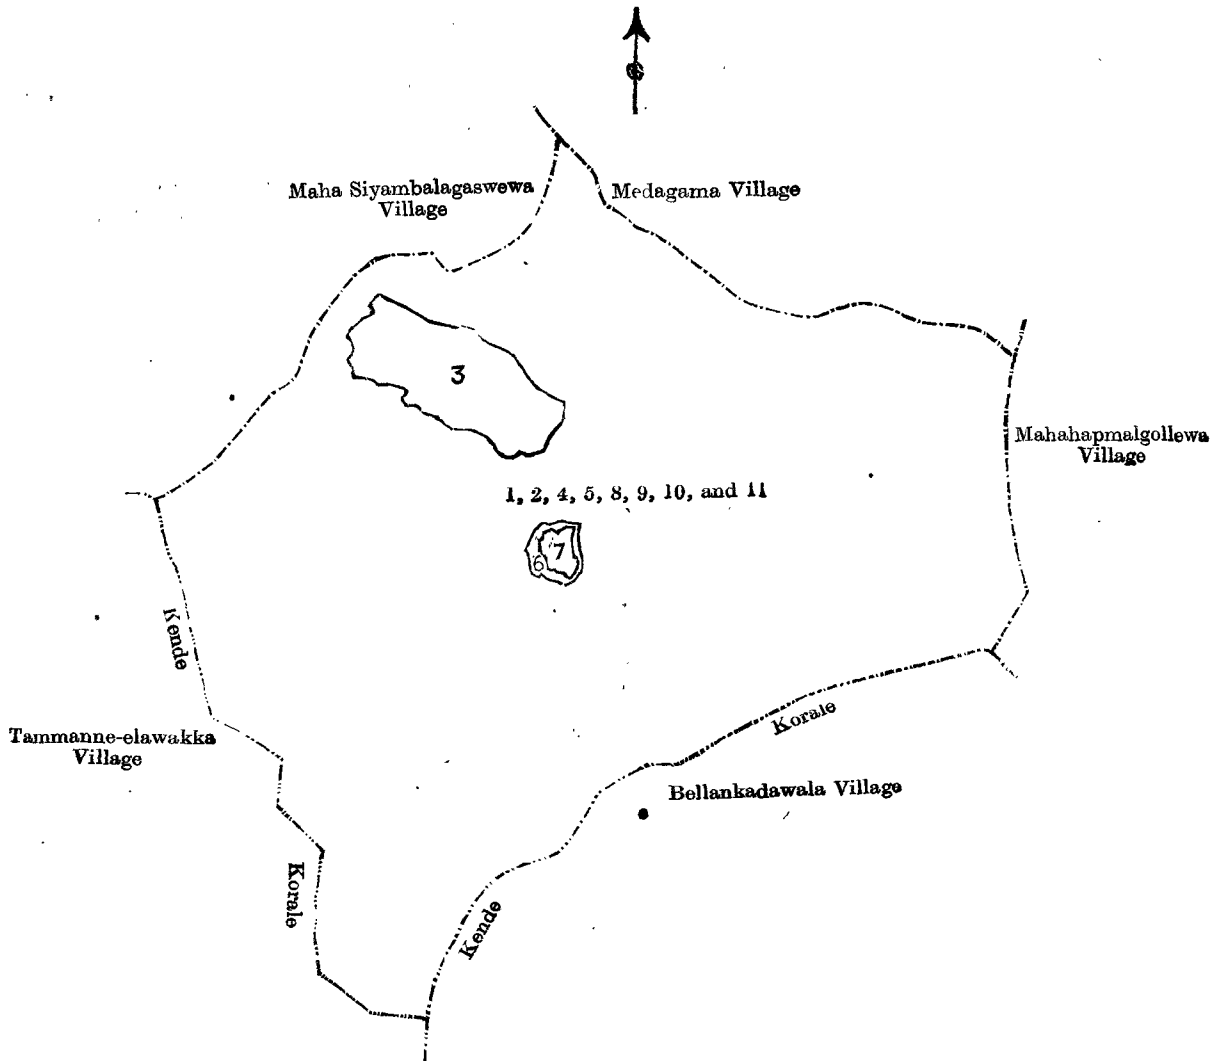 Maha Siyambalagaswewa
Village
Medagama Village
3
Mahahapmalgollewa
Village
1, 2, 4, 5, 8, 9, 10, and 11
7
6
Kende
Korale
Tammanne-elawakka
Village
Bellankadawala Village
Korale
Kende